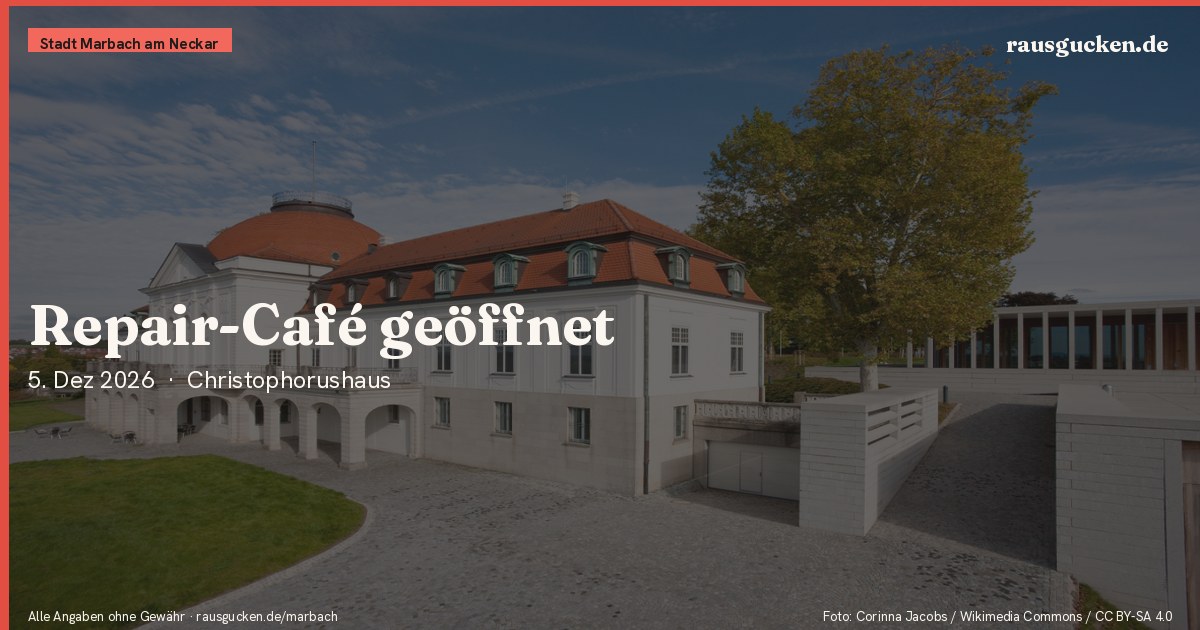 Stadt Marbach am Neckar
rausgucken.de
Repair-Café geöffnet
5. Dez 2026 · Christophorushaus
Alle Angaben ohne Gewähr · rausgucken.de/marbach
Foto: Corinna Jacobs / Wikimedia Commons / CC BY-SA 4.0